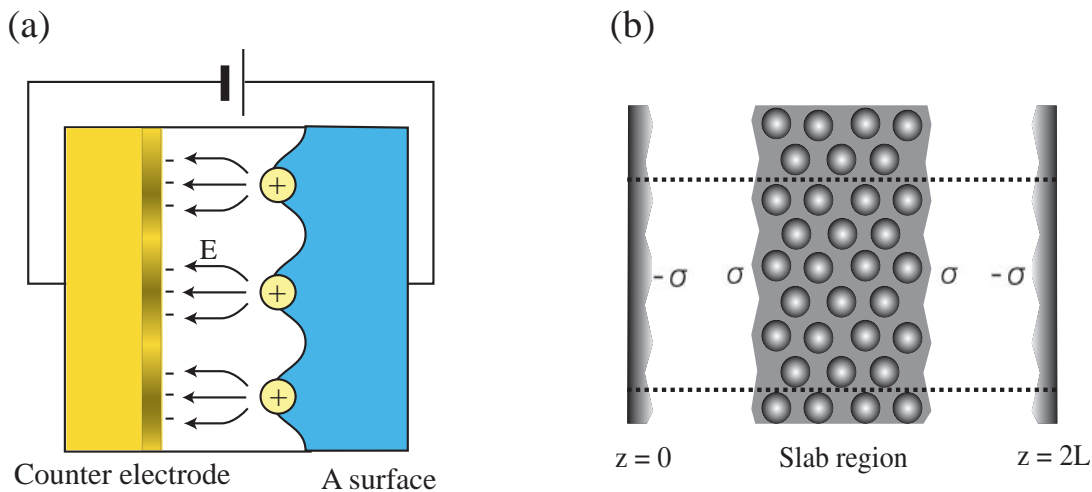 (a)
E
+
+
+
Counter electrode
A surface
(b)
-σ
σ
σ
-σ
z = 0
Slab region
z = 2L